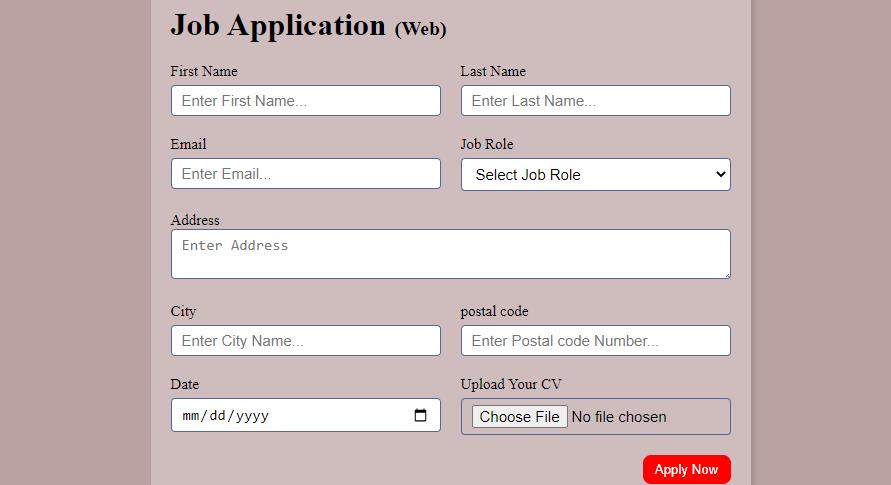 Job Application (Web)
First Name Last Name
Enter First Name... Enter Last Name...
Email Job Role
Enter Email... Select Job Role
Address
Enter Address
City postal code
Enter City Name... Enter Postal code Number...
Date Upload Your CV
mm/dd/yyyy Choose File No file chosen
Apply Now